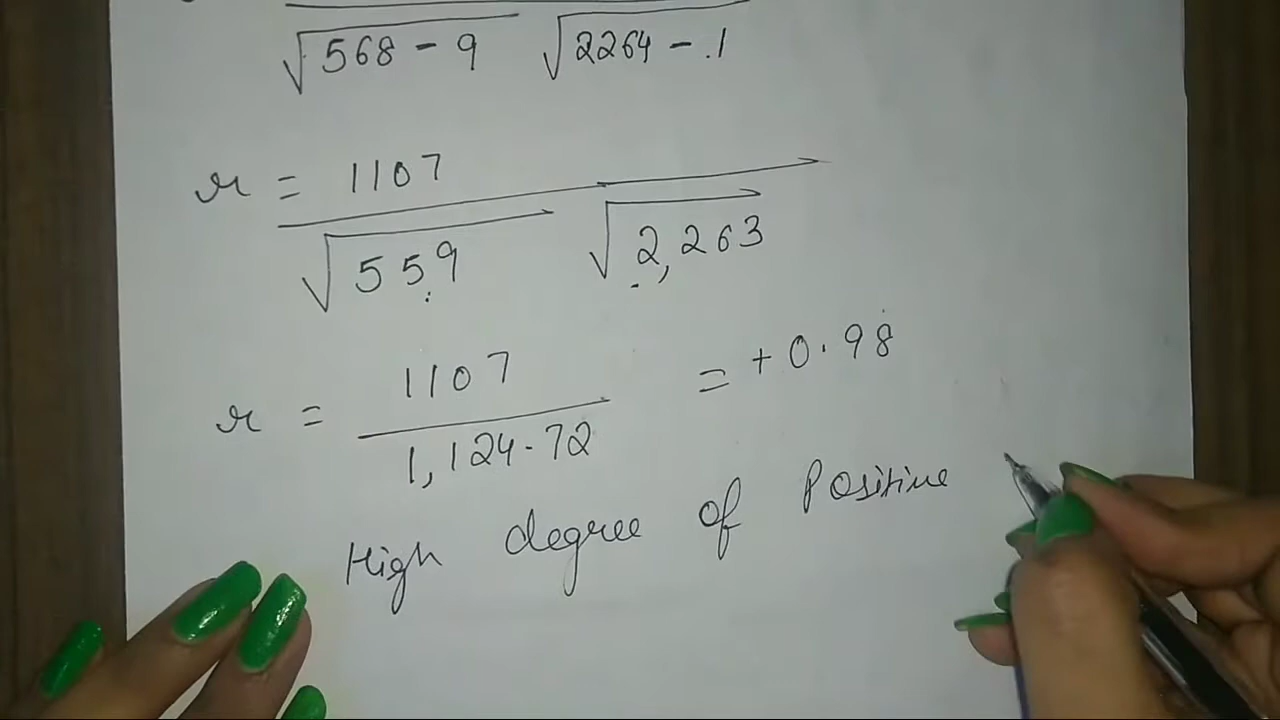 √568 - 9 √2264 - .1
r = 1107
√559 √2,263
r = 1107 = +0.98
1,124.72
High degree of Positive